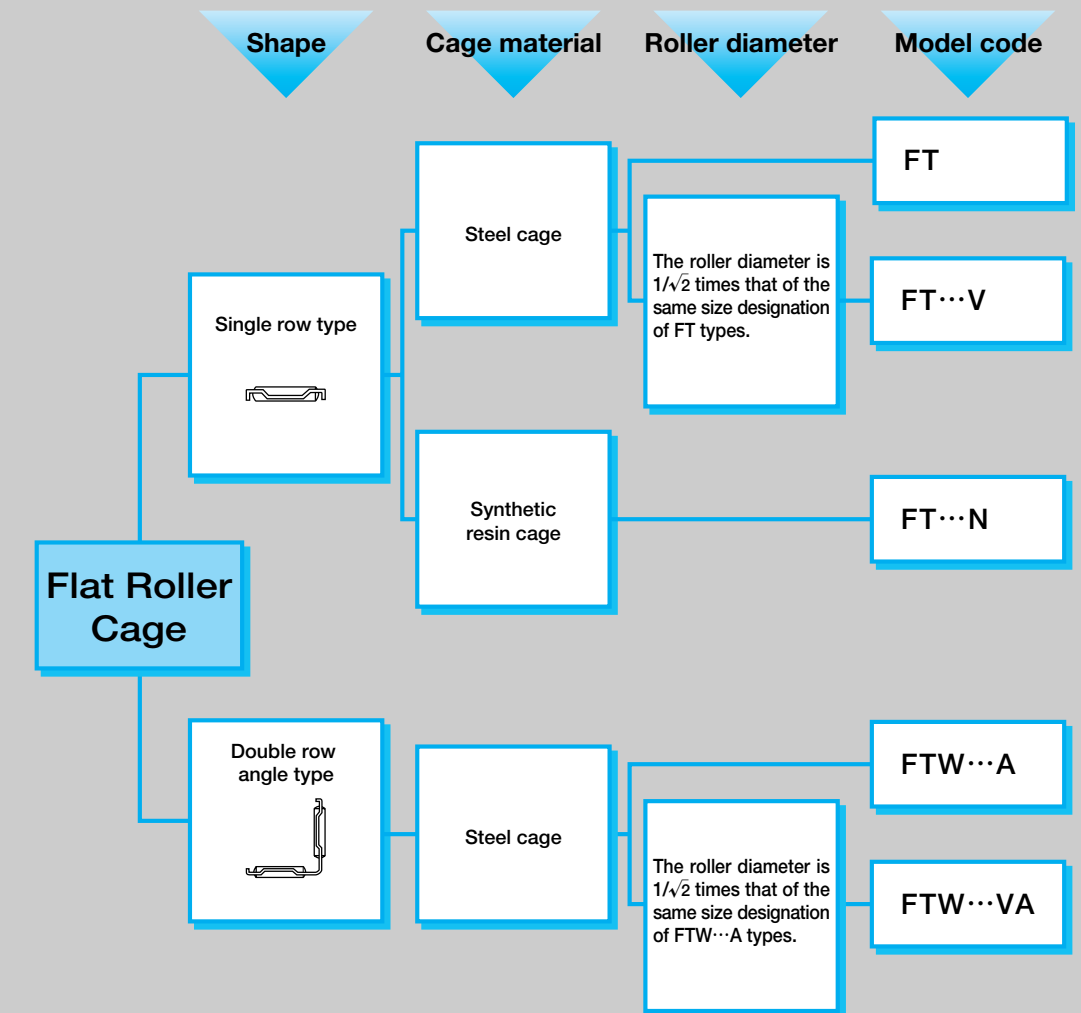 Shape
Cage material
Roller diameter
Model code
Flat Roller
Cage
Single row type
Steel cage
FT
The roller diameter is
1/√2 times that of the
same size designation
of FT types.
FT⋯V
Synthetic
resin cage
FT⋯N
Double row
angle type
Steel cage
FTW⋯A
The roller diameter is
1/√2 times that of the
same size designation
of FTW⋯A types.
FTW⋯VA